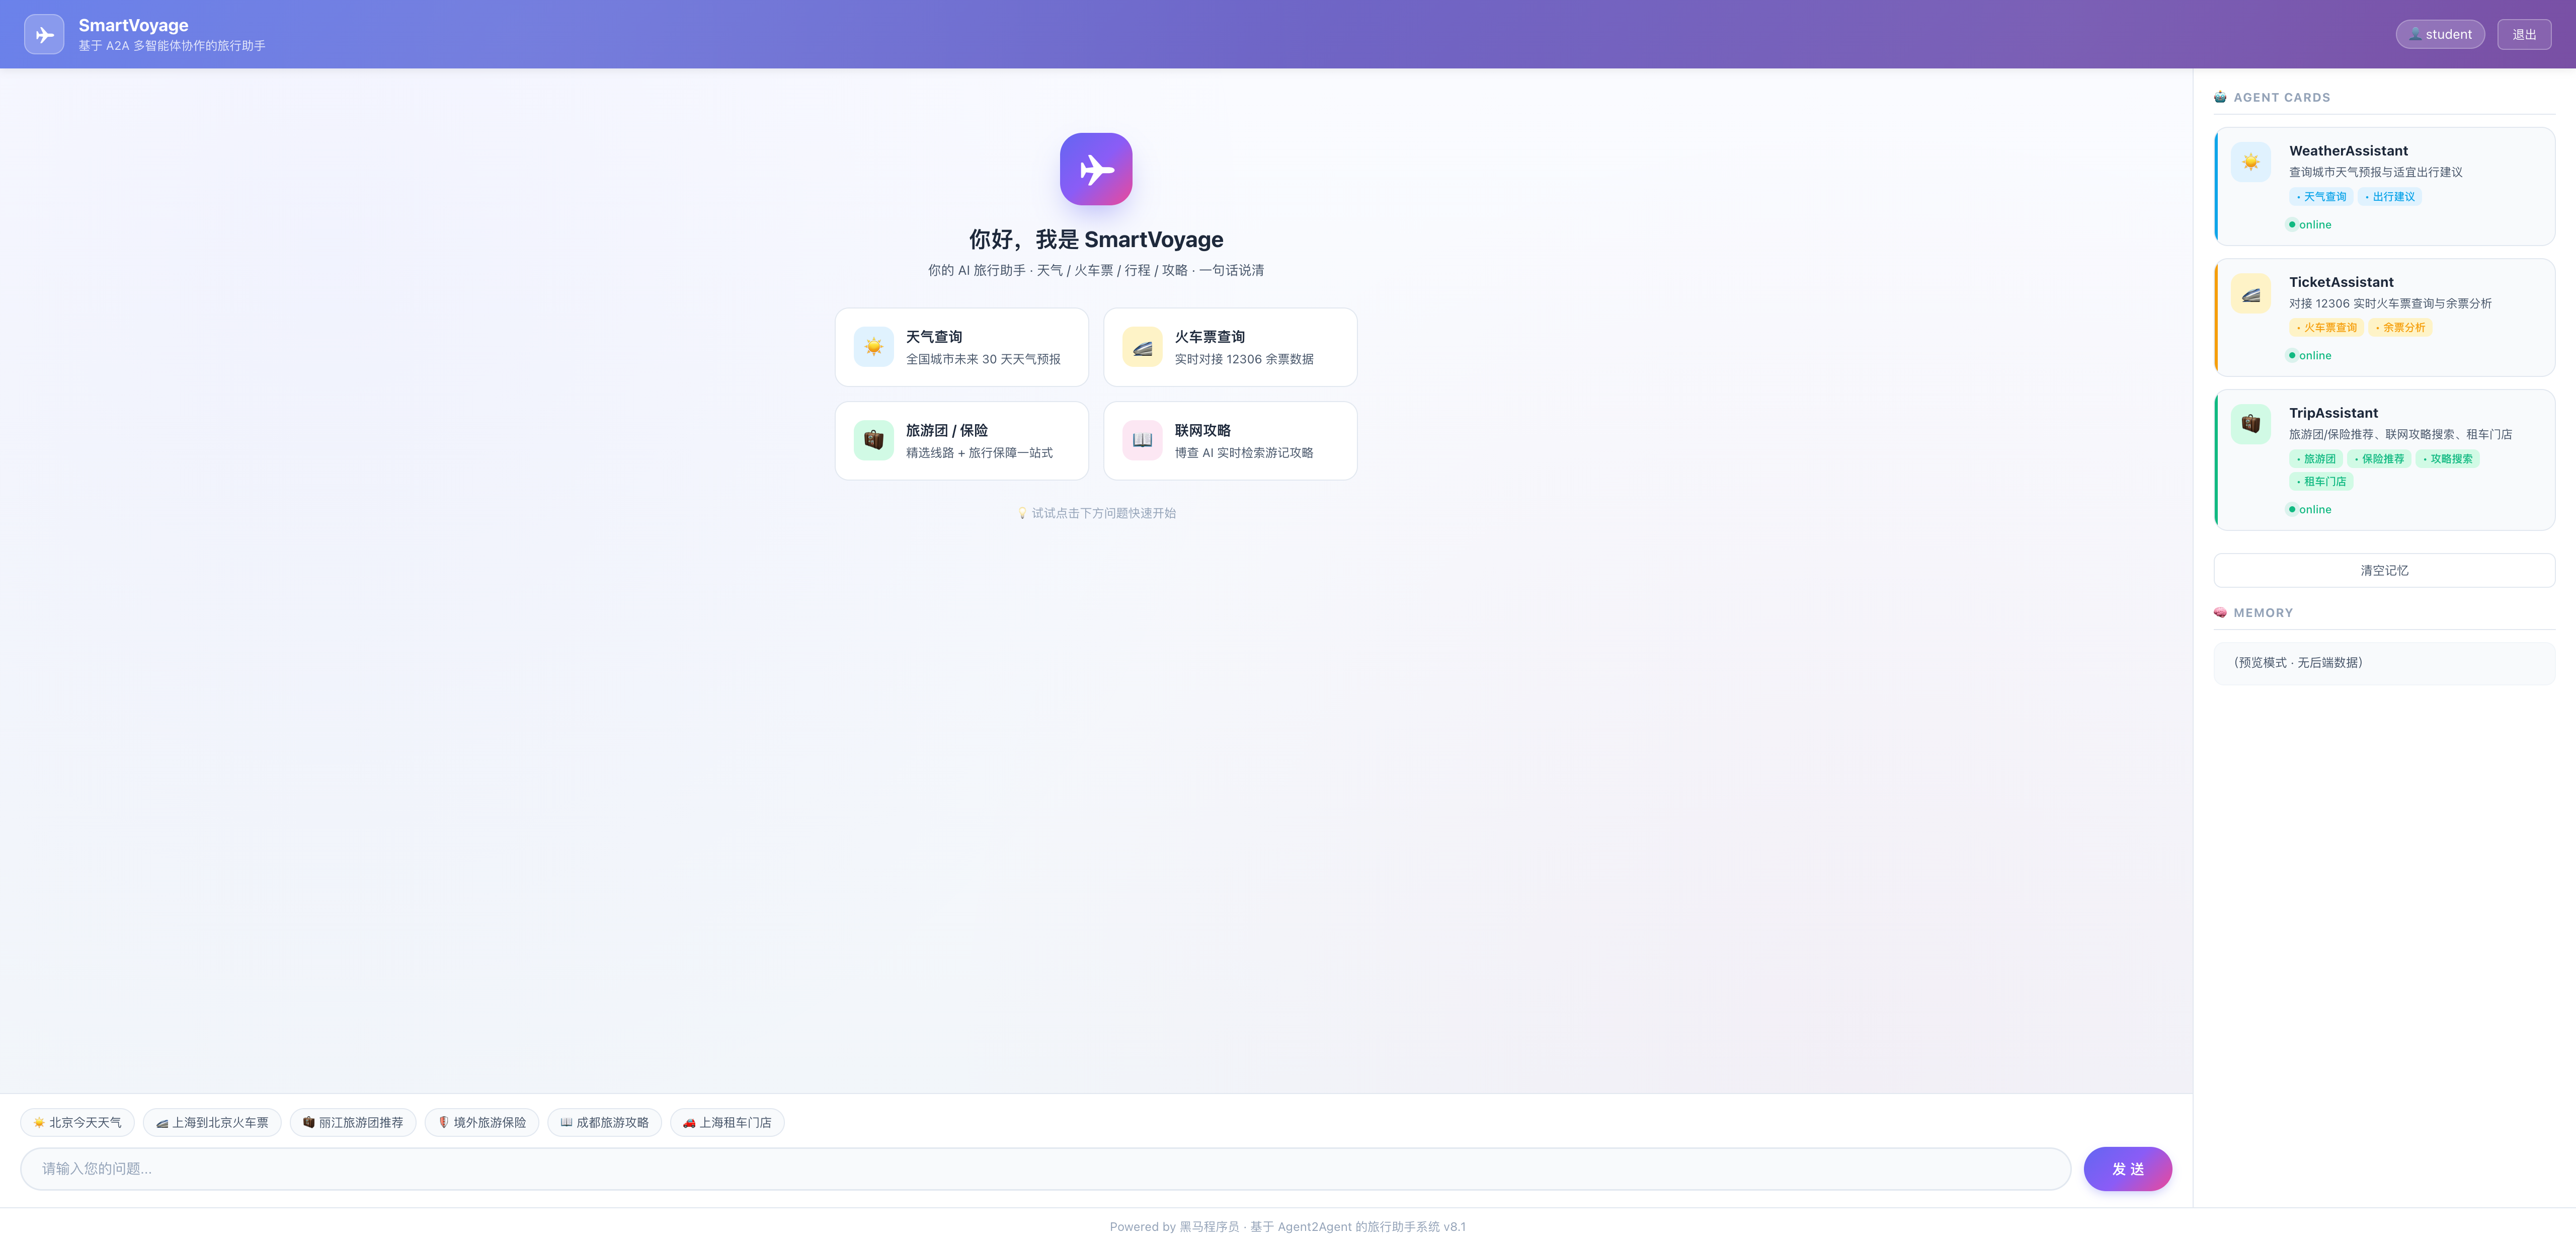 SmartVoyage
基于 A2A 多智能体协作的旅行助手
student
退出
你好，我是 SmartVoyage
你的 AI 旅行助手 · 天气 / 火车票 / 行程 / 攻略 · 一句话说清
天气查询
全国城市未来 30 天天气预报
火车票查询
实时对接 12306 余票数据
旅游团 / 保险
精选线路 + 旅行保障一站式
联网攻略
博查 AI 实时检索游记攻略
试试点击下方问题快速开始
北京今天天气
上海到北京火车票
丽江旅游团推荐
境外旅游保险
成都旅游攻略
上海租车门店
请输入您的问题...
发 送
AGENT CARDS
WeatherAssistant
查询城市天气预报与适宜出行建议
• 天气查询
• 出行建议
online
TicketAssistant
对接 12306 实时火车票查询与余票分析
• 火车票查询
• 余票分析
online
TripAssistant
旅游团/保险推荐、联网攻略搜索、租车门店
• 旅游团
• 保险推荐
• 攻略搜索
• 租车门店
online
清空记忆
MEMORY
（预览模式 · 无后端数据）
Powered by 黑马程序员 · 基于 Agent2Agent 的旅行助手系统 v8.1